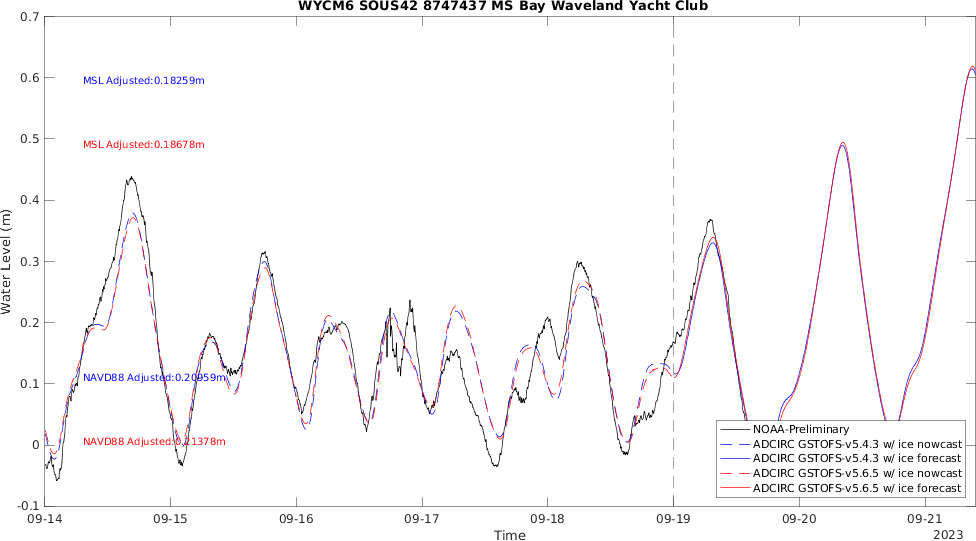 WYCM6 SOUS42 8747437 MS Bay Waveland Yacht Club
0.7
0.6
0.5
0.4
0.3
0.2
0.1
0
-0.1
Water Level (m)
MSL Adjusted:0.18259m
MSL Adjusted:0.18678m
NAVD88 Adjusted:0.20959m
NAVD88 Adjusted:0.21378m
NOAA-Preliminary
ADCIRC GSTOFS-v5.4.3 w/ ice nowcast
ADCIRC GSTOFS-v5.4.3 w/ ice forecast
ADCIRC GSTOFS-v5.6.5 w/ ice nowcast
ADCIRC GSTOFS-v5.6.5 w/ ice forecast
09-14 09-15 09-16 09-17 09-18 09-19 09-20 09-21
Time
2023